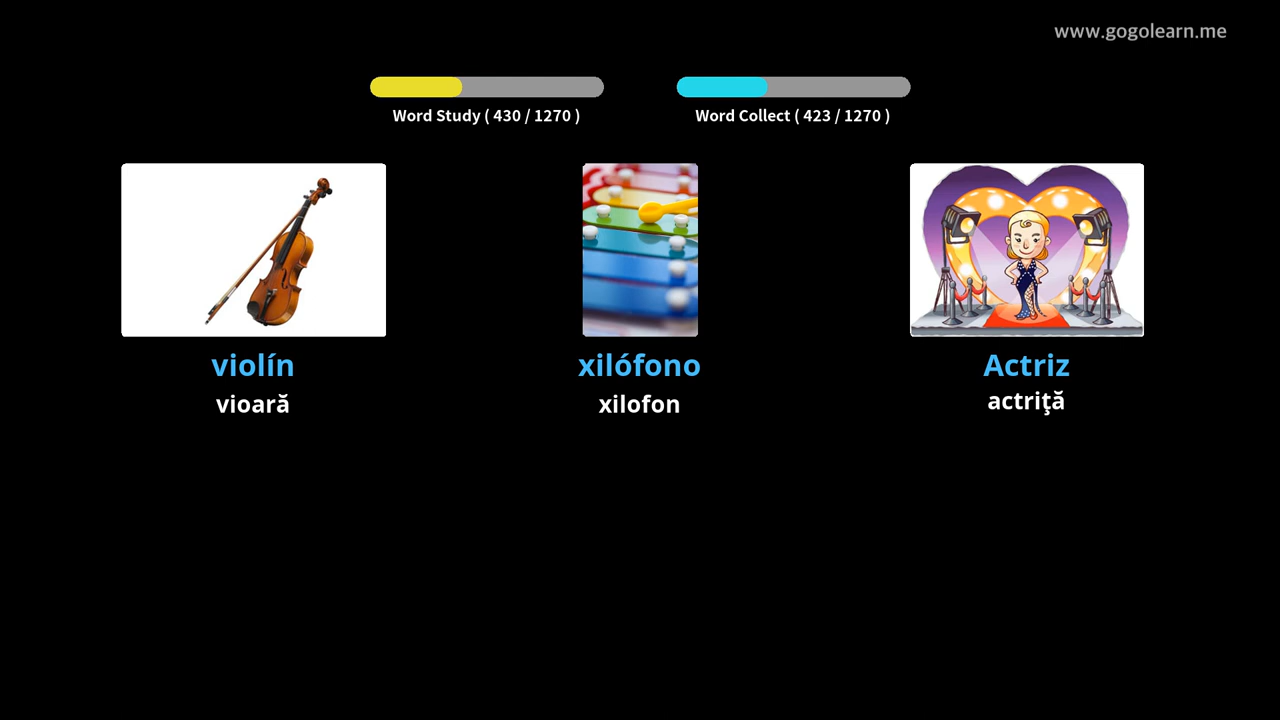 www.gogolearn.me
Word Study ( 430 / 1270 )
Word Collect ( 423 / 1270 )
violín
vioară
xilófono
xilofon
Actriz
actriţă